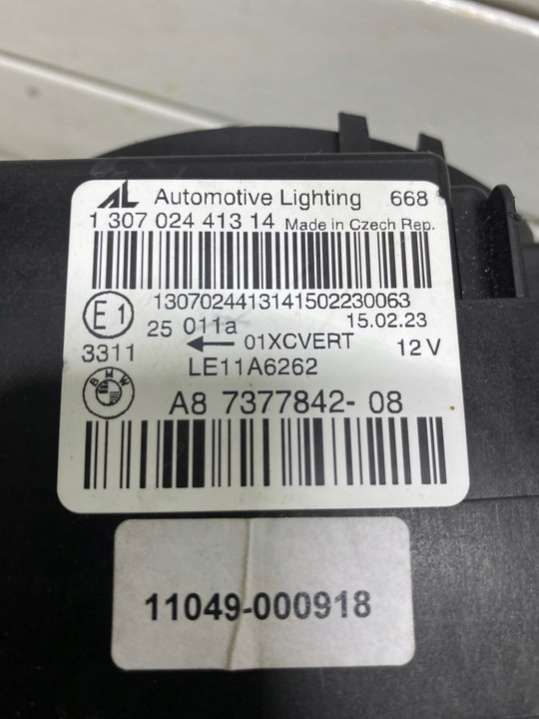 AL Automotive Lighting 668
1 307 024 413 14 Made in Czech Rep.
1307024413141502230063
E1 25 011a 15.02.23
3311 ← 01XCVERT 12 V
LE11A6262
BMW A8 7377842- 08
11049-000918